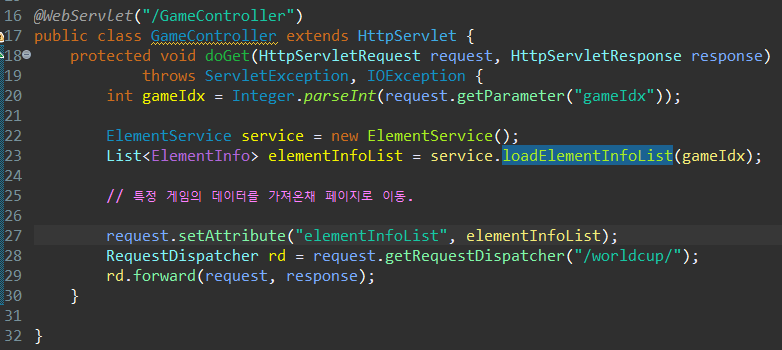 16 @WebServlet("/GameController")
17 public class GameController extends HttpServlet {
18 protected void doGet(HttpServletRequest request, HttpServletResponse response)
19 throws ServletException, IOException {
20 int gameIdx = Integer.parseInt(request.getParameter("gameIdx"));
21
22 ElementService service = new ElementService();
23 List<ElementInfo> elementInfoList = service.loadElementInfoList(gameIdx);
24
25 // 특정 게임의 데이터를 가져온채 페이지로 이동.
26
27 request.setAttribute("elementInfoList", elementInfoList);
28 RequestDispatcher rd = request.getRequestDispatcher("/worldcup/");
29 rd.forward(request, response);
30 }
31
32 }